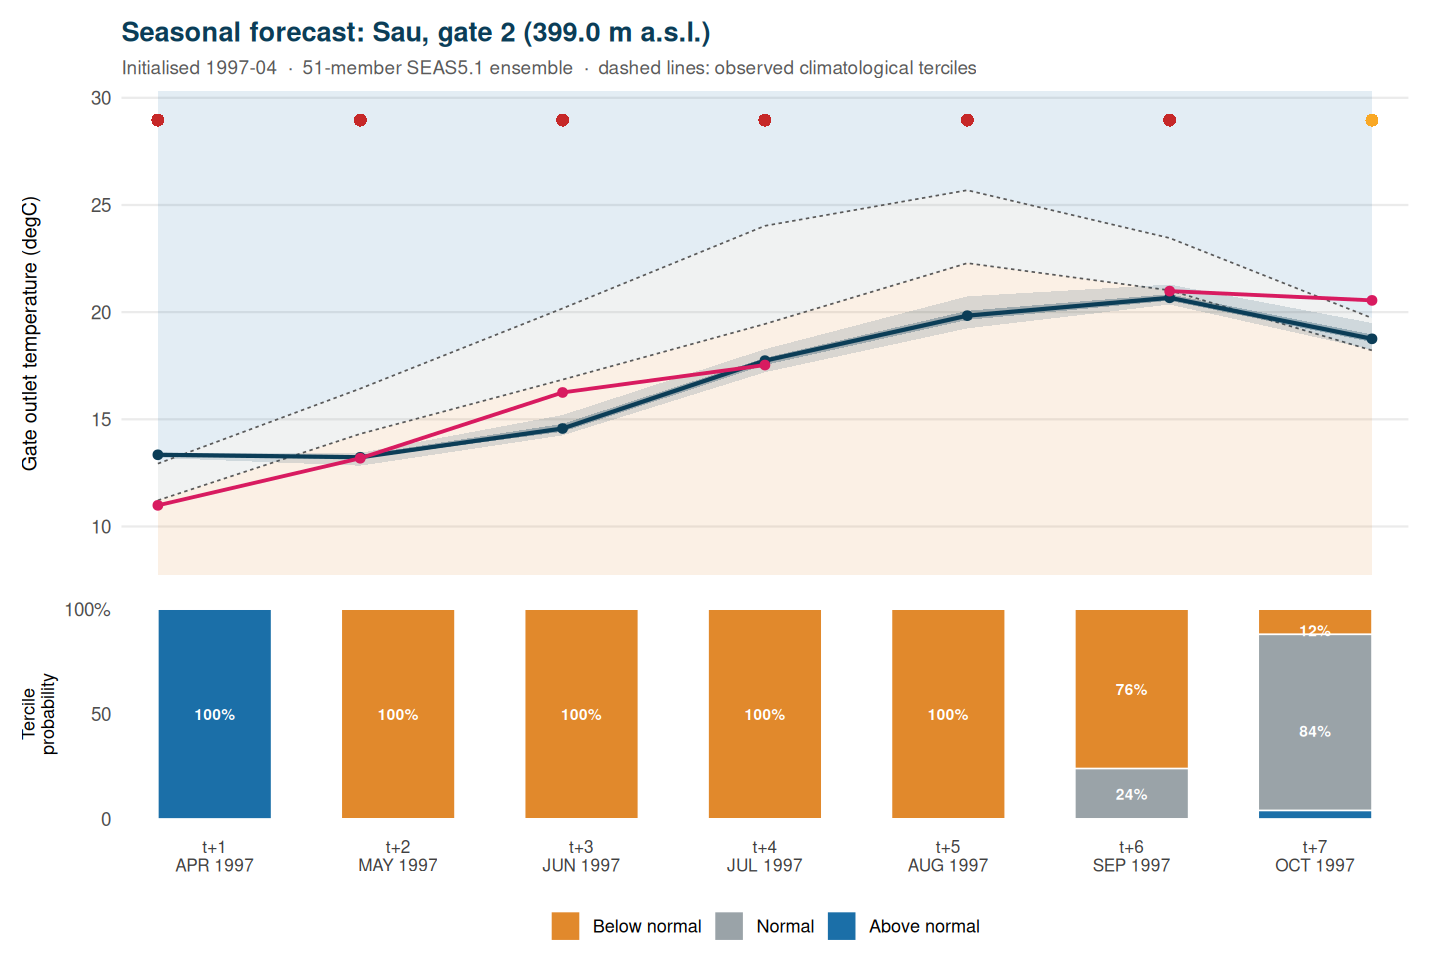 Seasonal forecast: Sau, gate 2 (399.0 m a.s.l.)
Initialised 1997-04 · 51-member SEAS5.1 ensemble · dashed lines: observed climatological terciles
Gate outlet temperature (degC)
30
25
20
15
10
Tercile
probability
100%
50
0
100%
100%
100%
100%
100%
76%
24%
12%
84%
t+1
APR 1997
t+2
MAY 1997
t+3
JUN 1997
t+4
JUL 1997
t+5
AUG 1997
t+6
SEP 1997
t+7
OCT 1997
Below normal
Normal
Above normal